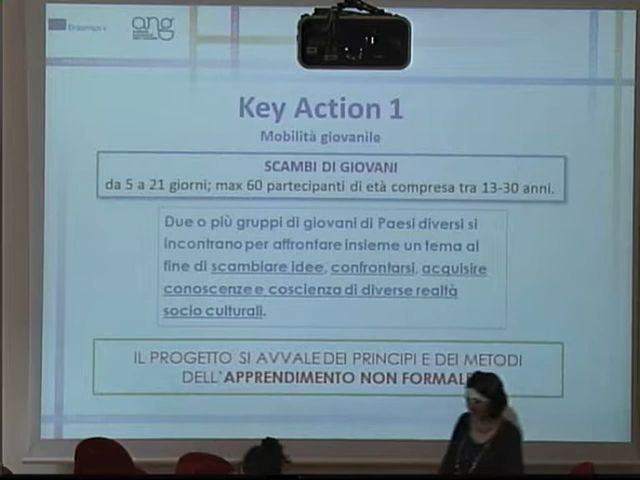 Erasmus+
ang
Key Action 1
Mobilità giovanile
SCAMBI DI GIOVANI
da 5 a 21 giorni; max 60 partecipanti di età compresa tra 13-30 anni.
Due o più gruppi di giovani di Paesi diversi si
incontrano per affrontare insieme un tema al
fine di scambiare idee, confrontarsi, acquisire
conoscenze e coscienza di diverse realtà
socio culturali.
IL PROGETTO SI AVVALE DEI PRINCIPI E DEI METODI
DELL'APPRENDIMENTO NON FORMALE